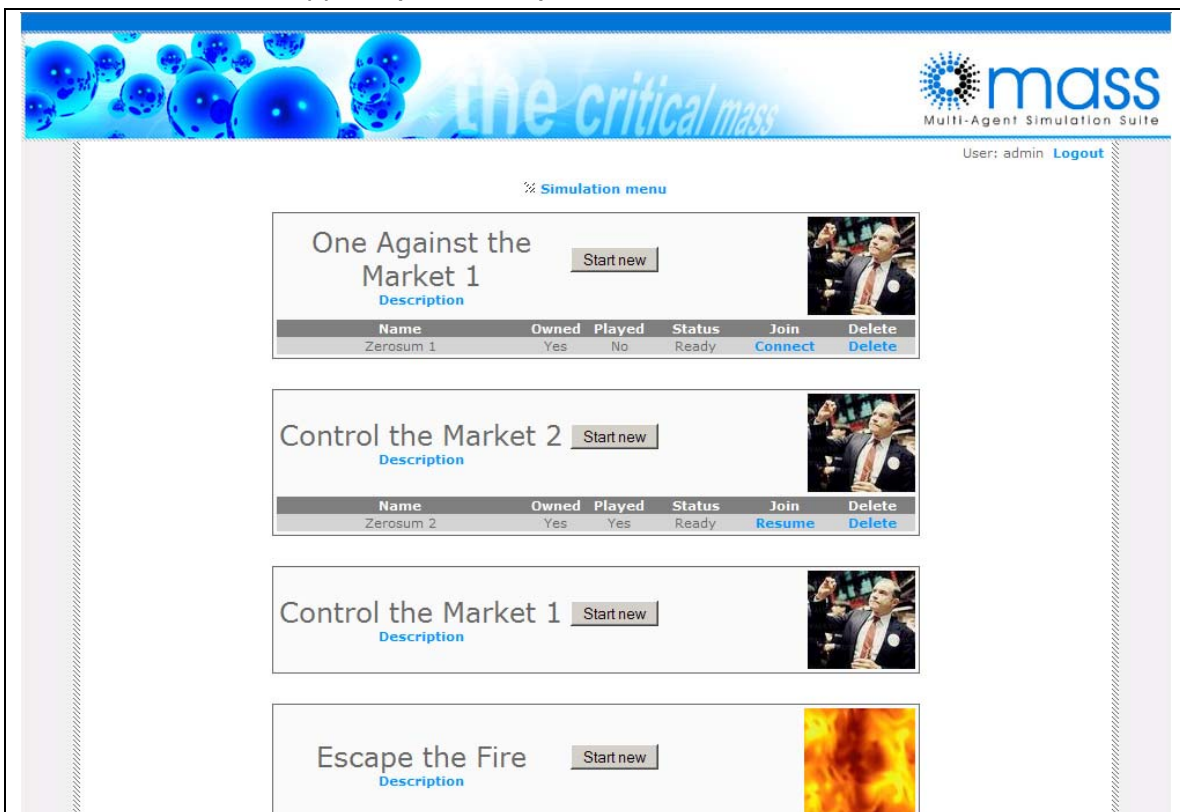 the critical mass
mass
Multi-Agent Simulation Suite
User: admin Logout
Simulation menu
One Against the
Market 1
Start new
Description
Name Owned Played Status Join Delete
Zerosum 1 Yes No Ready Connect Delete
Control the Market 2 Start new
Description
Name Owned Played Status Join Delete
Zerosum 2 Yes Yes Ready Resume Delete
Control the Market 1 Start new
Description
Escape the Fire Start new
Description